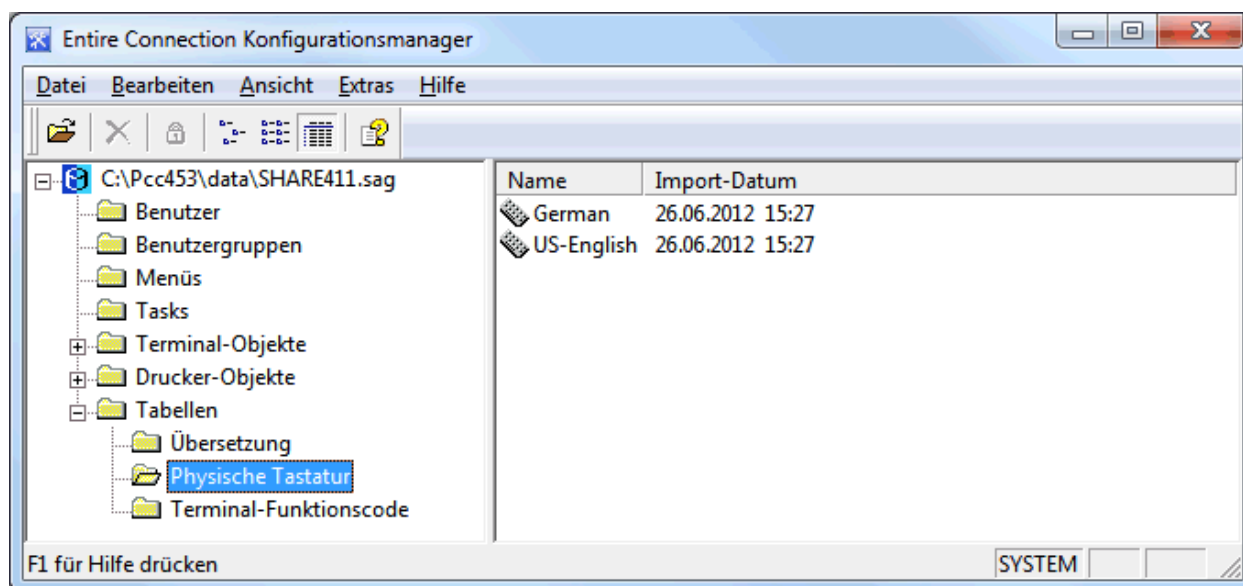 Entire Connection Konfigurationsmanager
Datei Bearbeiten Ansicht Extras Hilfe
C:\Pcc453\data\SHARE411.sag
Benutzer
Benutzergruppen
Menüs
Tasks
Terminal-Objekte
Drucker-Objekte
Tabellen
Übersetzung
Physische Tastatur
Terminal-Funktionscode
Name Import-Datum
German 26.06.2012 15:27
US-English 26.06.2012 15:27
F1 für Hilfe drücken SYSTEM